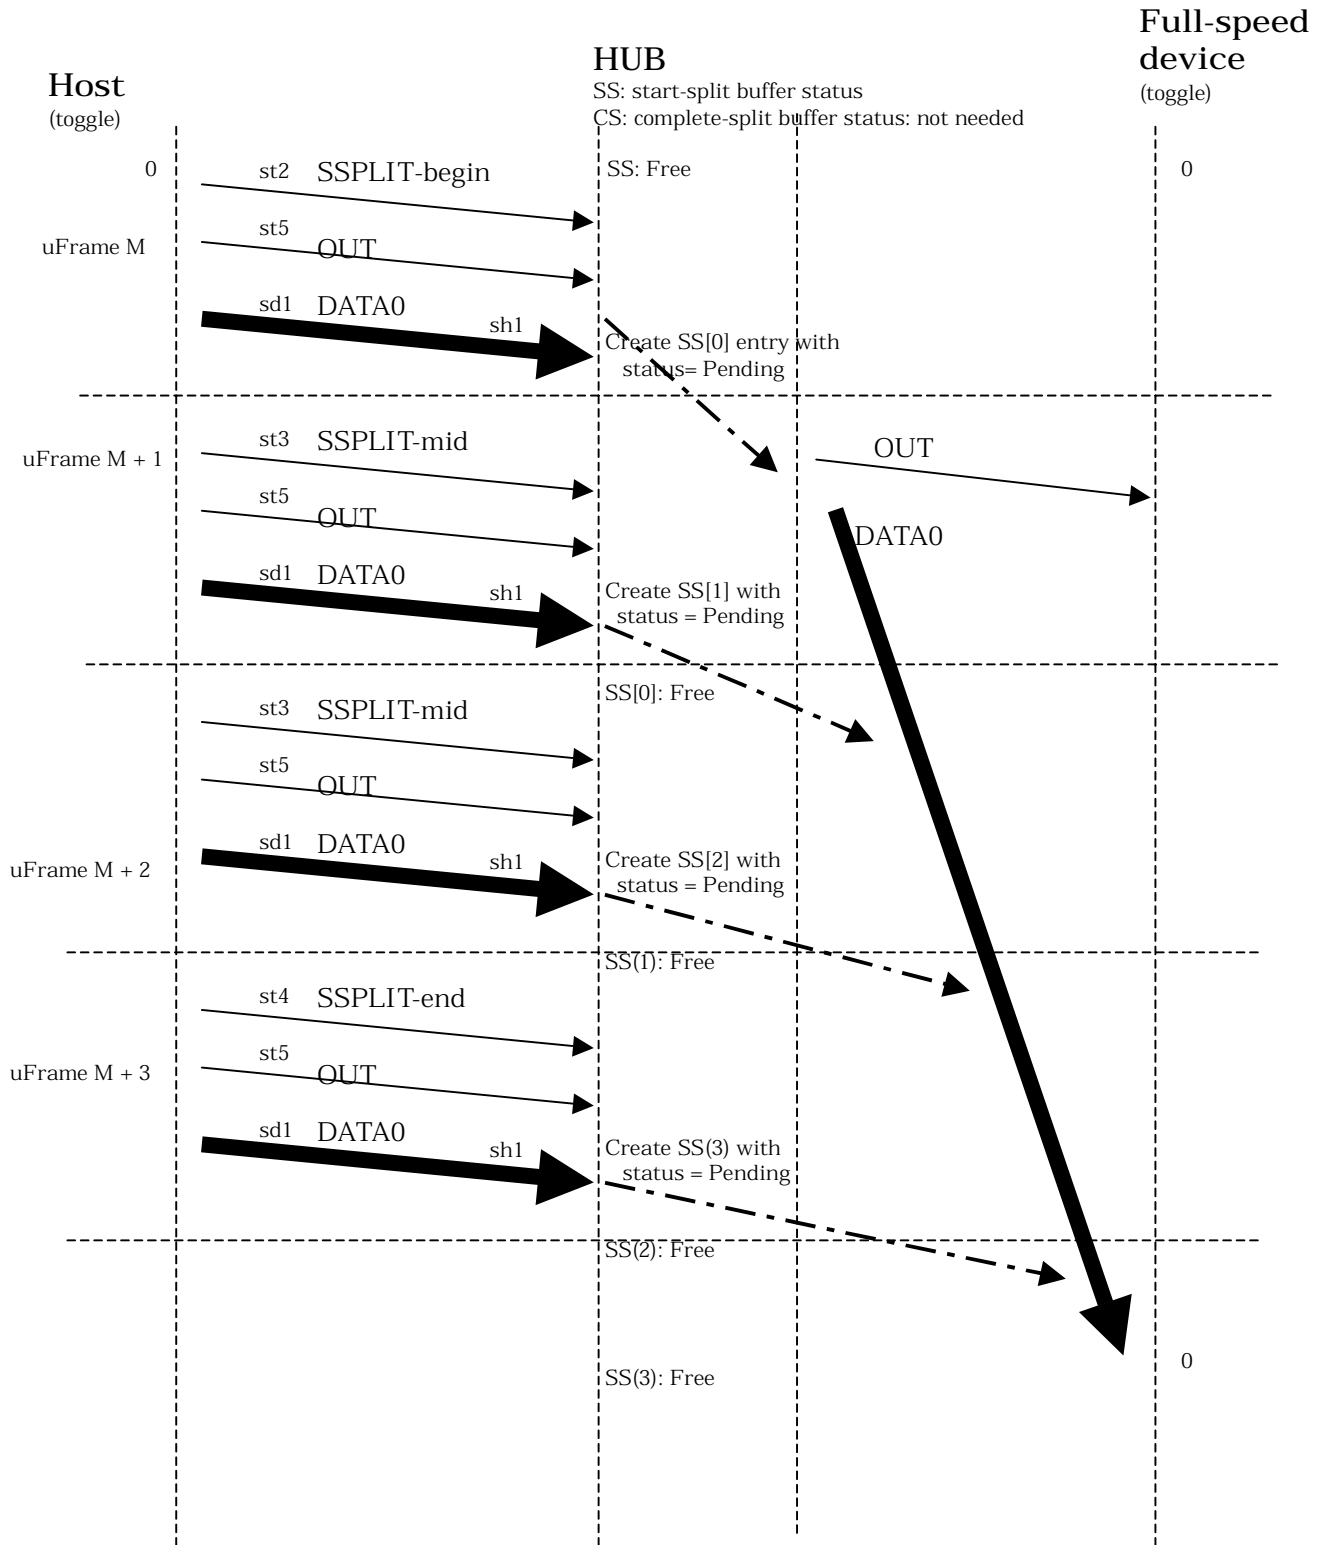 Full-speed
device
(toggle)
HUB
SS: start-split buffer status
CS: complete-split buffer status: not needed
Host
(toggle)
0
st2 SSPLIT-begin
SS: Free
0
uFrame M
st5 OUT
sd1 DATA0 sh1
Create SS[0] entry with
status= Pending
uFrame M + 1
st3 SSPLIT-mid
OUT
st5 OUT
DATA0
sd1 DATA0 sh1
Create SS[1] with
status = Pending
SS[0]: Free
st3 SSPLIT-mid
st5 OUT
uFrame M + 2
sd1 DATA0 sh1
Create SS[2] with
status = Pending
SS(1): Free
st4 SSPLIT-end
uFrame M + 3
st5 OUT
sd1 DATA0 sh1
Create SS(3) with
status = Pending
SS(2): Free
0
SS(3): Free